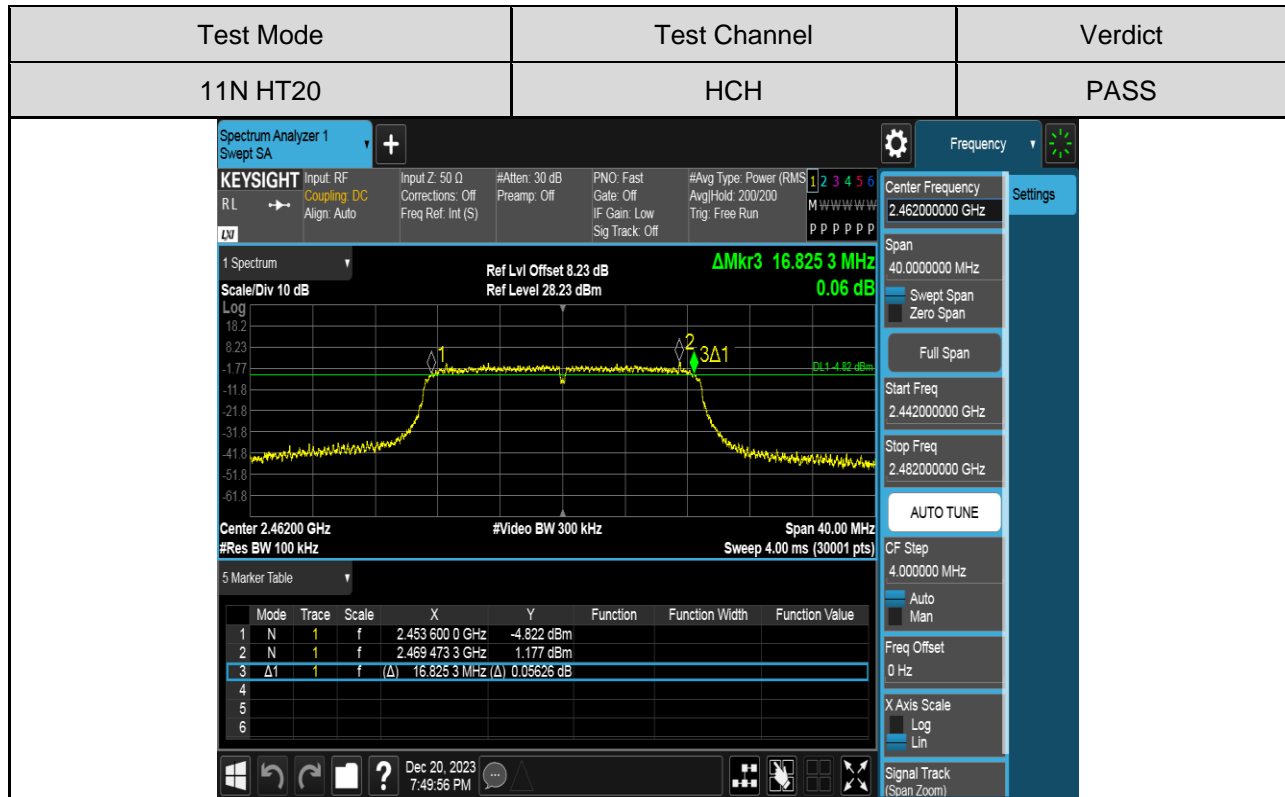 Test Mode Test Channel Verdict
11N HT20 HCH PASS
Spectrum Analyzer 1
Swept SA
+
Frequency
KEYSIGHT Input: RF Input Z: 50 Ω #Atten: 30 dB PNO: Fast #Avg Type: Power (RMS 1 2 3 4 5 6
RL Coupling: DC Corrections: Off Preamp: Off Gate: Off Avg|Hold: 200/200 M W W W W W
Align: Auto Freq Ref: Int (S) IF Gain: Low Trig: Free Run
LXI Sig Track: Off P P P P P P
1 Spectrum
Ref Lvl Offset 8.23 dB ΔMkr3 16.825 3 MHz
Scale/Div 10 dB Ref Level 28.23 dBm 0.06 dB
Log
18.2
8.23
-1.77
-11.8
-21.8
-31.8
-41.8
-51.8
-61.8
1
2
3Δ1
DL1 -4.82 dBm
Center 2.46200 GHz #Video BW 300 kHz Span 40.00 MHz
#Res BW 100 kHz Sweep 4.00 ms (30001 pts)
5 Marker Table
Mode Trace Scale X Y Function Function Width Function Value
1 N 1 f 2.453 600 0 GHz -4.822 dBm
2 N 1 f 2.469 473 3 GHz 1.177 dBm
3 Δ1 1 f (Δ) 16.825 3 MHz (Δ) 0.05626 dB
4
5
6
? Dec 20, 2023
7:49:56 PM
Center Frequency
2.462000000 GHz
Settings
Span
40.0000000 MHz
Swept Span
Zero Span
Full Span
Start Freq
2.442000000 GHz
Stop Freq
2.482000000 GHz
AUTO TUNE
CF Step
4.000000 MHz
Auto
Man
Freq Offset
0 Hz
X Axis Scale
Log
Lin
Signal Track
(Span Zoom)